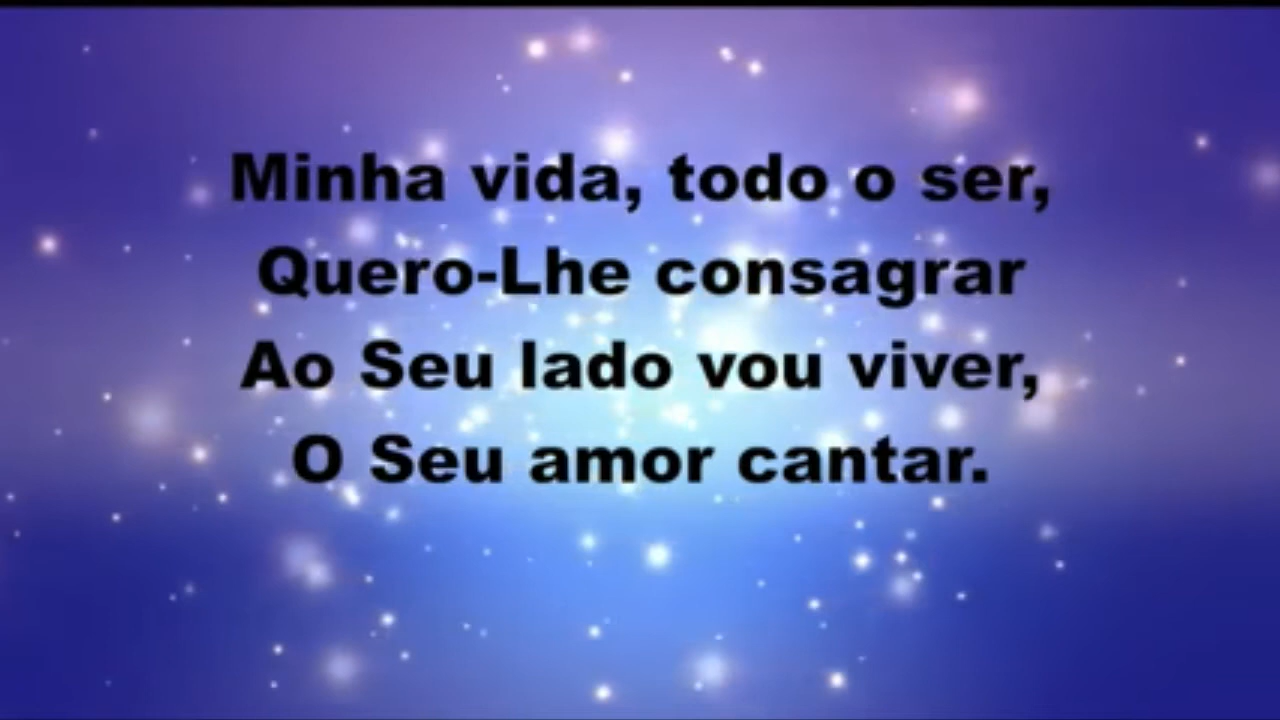 Minha vida, todo o ser,
Quero-Lhe consagrar
Ao Seu lado vou viver,
O Seu amor cantar.